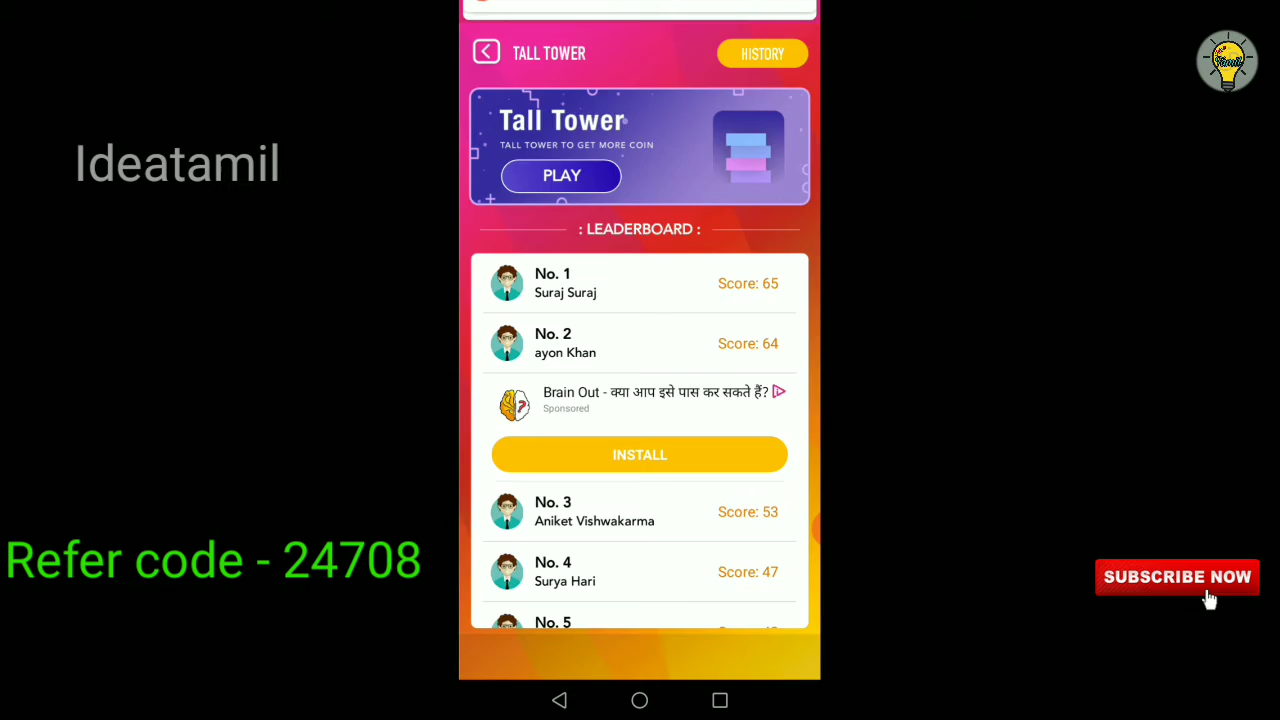 TALL TOWER
HISTORY
Tall Tower
TALL TOWER TO GET MORE COIN
PLAY
Ideatamil
: LEADERBOARD :
No. 1
Suraj Suraj
Score: 65
No. 2
ayon Khan
Score: 64
Brain Out - क्या आप इसे पास कर सकते हैं?
Sponsored
INSTALL
No. 3
Aniket Vishwakarma
Score: 53
No. 4
Surya Hari
Score: 47
No. 5
Refer code - 24708
SUBSCRIBE NOW